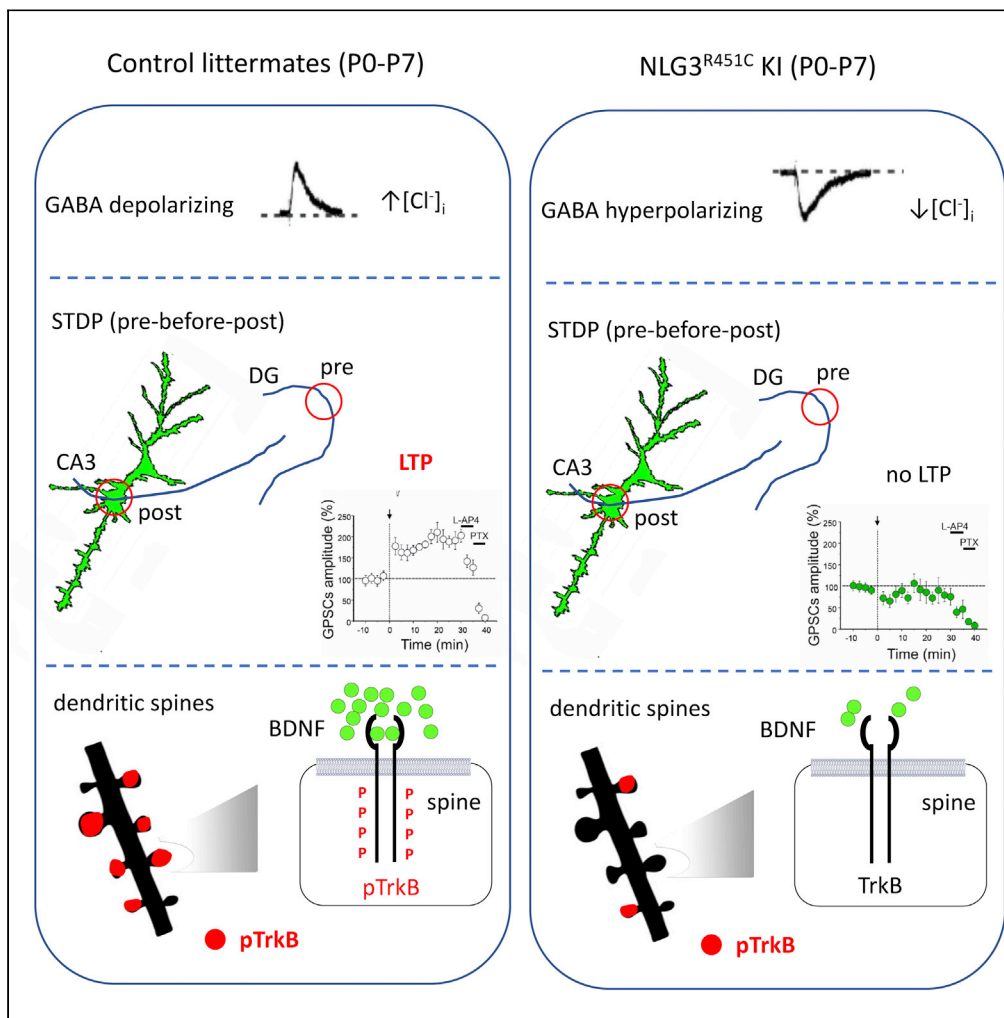 Control littermates (P0-P7)
GABA depolarizing
↑[Cl⁻]ᵢ
STDP (pre-before-post)
DG
pre
CA3
post
LTP
GPSCs amplitude (%)
250
200
150
100
50
0
L-AP4
PTX
-10 0 10 20 30 40
Time (min)
dendritic spines
BDNF
spine
P P
P P
P P
P P
pTrkB
pTrkB
NLG3ᴿ⁴⁵¹ᶜ KI (P0-P7)
GABA hyperpolarizing
↓[Cl⁻]ᵢ
STDP (pre-before-post)
DG
pre
CA3
post
no LTP
GPSCs amplitude (%)
250
200
150
100
50
0
L-AP4
PTX
-10 0 10 20 30 40
Time (min)
dendritic spines
BDNF
spine
TrkB
pTrkB